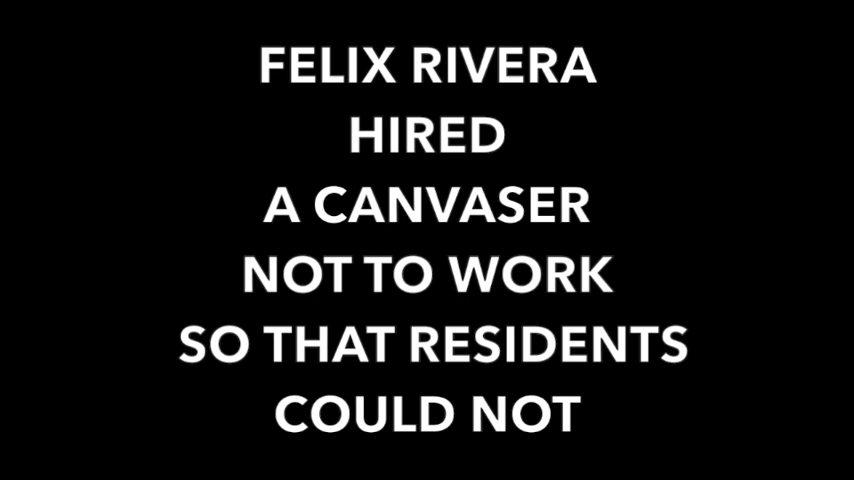 FELIX RIVERA
HIRED
A CANVASER
NOT TO WORK
SO THAT RESIDENTS
COULD NOT